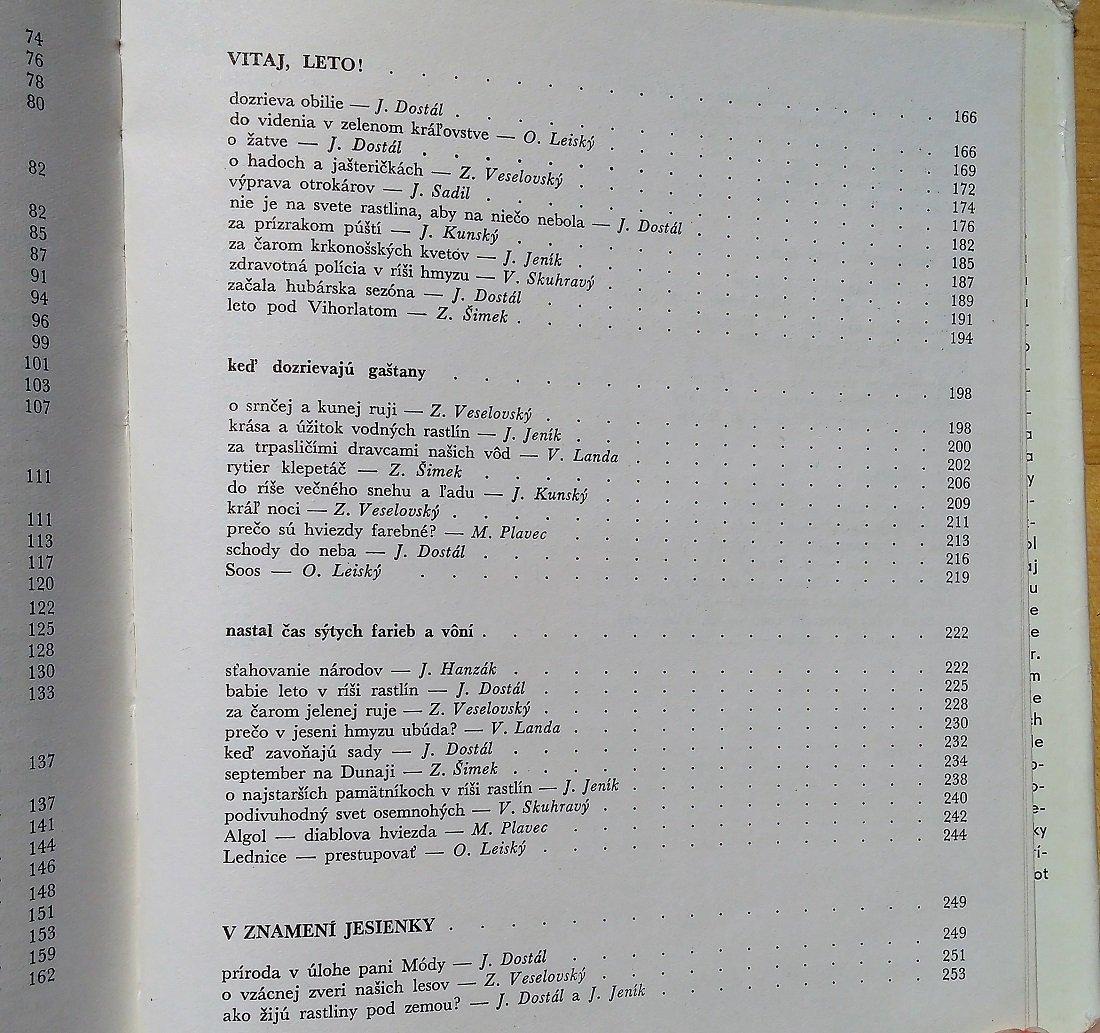 74
76
78
80
82
82
85
87
91
94
96
99
101
103
107
111
111
113
117
120
122
125
128
130
133
137
137
141
144
146
148
151
153
159
162
VITAJ, LETO! . . . . . . . . . . 166
dozrieva obilie — J. Dostál . . . . . . . . . . 166
do videnia v zelenom kráľovstve — O. Leiský . . . . . . . . . . 169
o žatve — J. Dostál . . . . . . . . . . 172
o hadoch a jašteričkách — Z. Veselovský . . . . . . . . . . 174
výprava otrokárov — J. Sadil . . . . . . . . . . 176
nie je na svete rastlina, aby na niečo nebola — J. Dostál . . . . . . . . . . 182
za prízrakom púští — J. Kunský . . . . . . . . . . 185
za čarom krkonošských kvetov — J. Jeník . . . . . . . . . . 187
zdravotná polícia v ríši hmyzu — V. Skuhravý . . . . . . . . . . 189
začala hubárska sezóna — J. Dostál . . . . . . . . . . 191
leto pod Vihorlatom — Z. Šimek . . . . . . . . . . 194
keď dozrievajú gaštany . . . . . . . . . . 198
o srnčej a kunej ruji — Z. Veselovský . . . . . . . . . . 198
krása a úžitok vodných rastlín — J. Jeník . . . . . . . . . . 200
za trpasličími dravcami našich vôd — V. Landa . . . . . . . . . . 202
rytier klepetáč — Z. Šimek . . . . . . . . . . 206
do ríše večného snehu a ľadu — J. Kunský . . . . . . . . . . 209
kráľ noci — Z. Veselovský . . . . . . . . . . 211
prečo sú hviezdy farebné? — M. Plavec . . . . . . . . . . 213
schody do neba — J. Dostál . . . . . . . . . . 216
Soos — O. Leiský . . . . . . . . . . 219
nastal čas sýtych farieb a vôní . . . . . . . . . . 222
sťahovanie národov — J. Hanzák . . . . . . . . . . 222
babie leto v ríši rastlín — J. Dostál . . . . . . . . . . 225
za čarom jelenej ruje — Z. Veselovský . . . . . . . . . . 228
prečo v jeseni hmyzu ubúda? — V. Landa . . . . . . . . . . 230
keď zavoňajú sady — J. Dostál . . . . . . . . . . 232
september na Dunaji — Z. Šimek . . . . . . . . . . 234
o najstarších pamätníkoch v ríši rastlín — J. Jeník . . . . . . . . . . 238
podivuhodný svet osemnohých — V. Skuhravý . . . . . . . . . . 240
Algol — diablova hviezda — M. Plavec . . . . . . . . . . 242
Lednice — prestupovať — O. Leiský . . . . . . . . . . 244
V ZNAMENÍ JESIENKY . . . . . . . . . . 249
príroda v úlohe pani Módy — J. Dostál . . . . . . . . . . 249
o vzácnej zveri našich lesov — Z. Veselovský . . . . . . . . . . 251
ako žijú rastliny pod zemou? — J. Dostál a J. Jeník . . . . . . . . . . 253